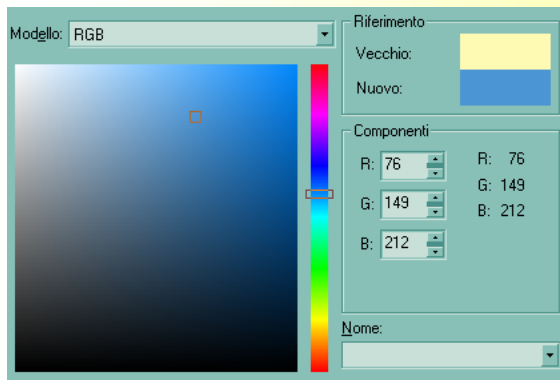 Modello: RGB
Riferimento
Vecchio:
Nuovo:
Componenti
R: 76 R: 76
G: 149 G: 149
B: 212 B: 212
Nome: